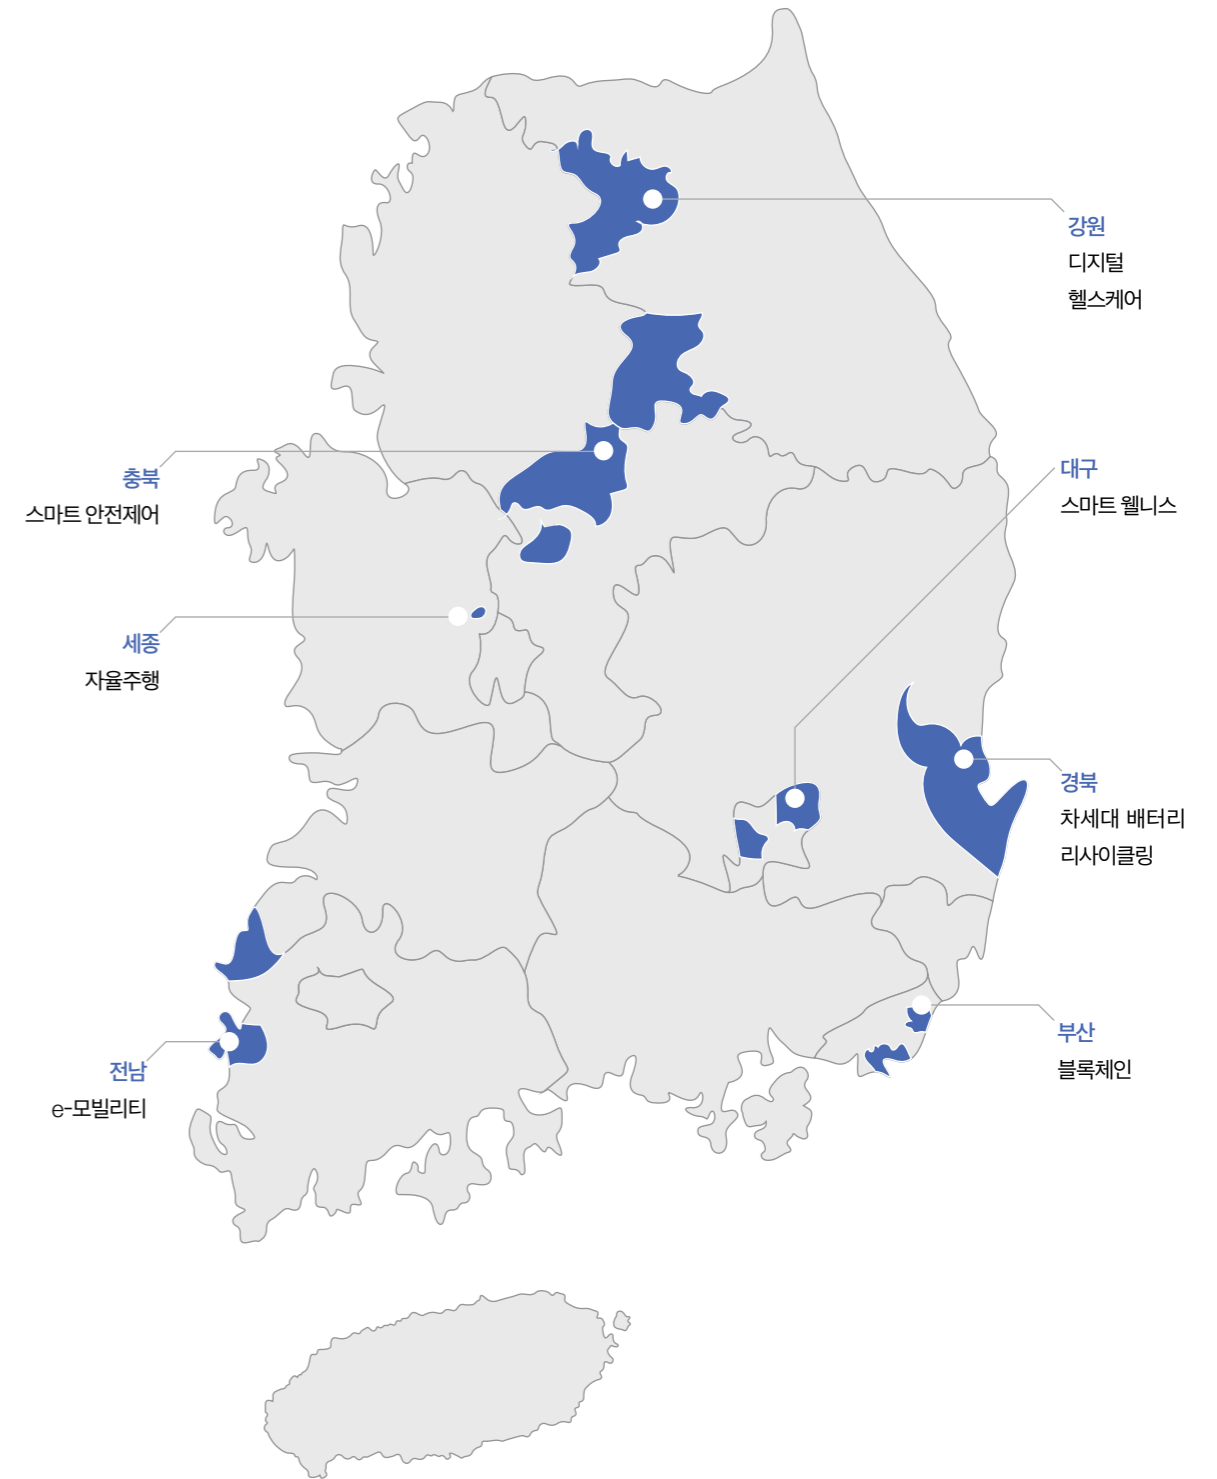 강원
디지털
헬스케어
충북
스마트 안전제어
대구
스마트 웰니스
세종
자율주행
경북
차세대 배터리
리사이클링
부산
블록체인
전남
e-모빌리티